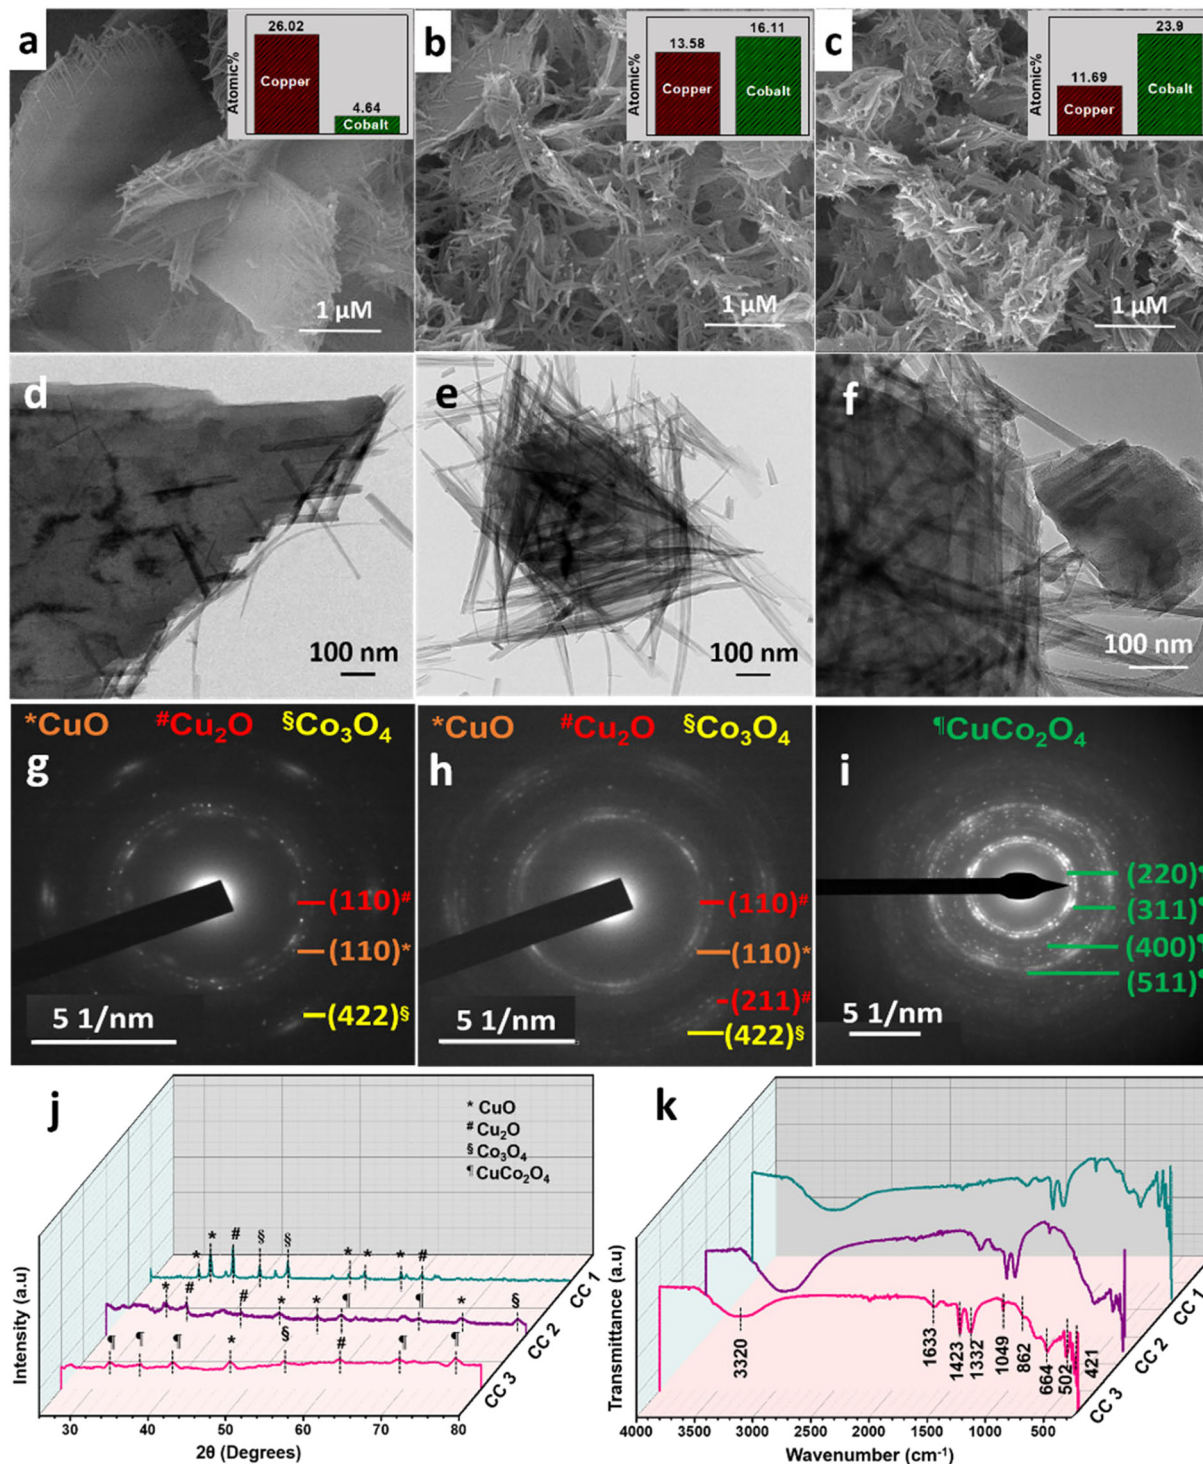 a
26.02
Atomic%
Copper
4.64
Cobalt
1 µM
b
13.58
16.11
Atomic%
Copper
Cobalt
1 µM
c
23.9
11.69
Atomic%
Copper
Cobalt
1 µM
d
100 nm
e
100 nm
f
100 nm
*CuO #Cu₂O §Co₃O₄
g
(110)#
(110)*
(422)§
5 1/nm
*CuO #Cu₂O §Co₃O₄
h
(110)#
(110)*
(211)#
(422)§
5 1/nm
¶CuCo₂O₄
i
(220)¶
(311)¶
(400)¶
(511)¶
5 1/nm
j
* CuO
# Cu₂O
§ Co₃O₄
¶ CuCo₂O₄
* * # § § * * * #
* # # * * ¶ ¶ * §
¶ ¶ ¶ * § # ¶ ¶
CC 1
CC 2
CC 3
Intensity (a.u)
30 40 50 60 70 80
2θ (Degrees)
k
CC 1
CC 2
CC 3
3320 1633 1423 1332 1049 862 664 502 421
Transmittance (a.u)
4000 3500 3000 2500 2000 1500 1000 500
Wavenumber (cm⁻¹)